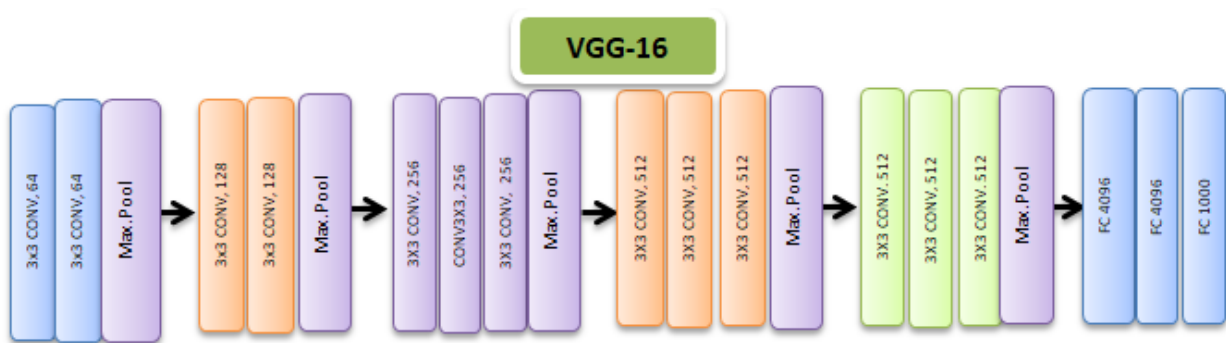 VGG-16
3x3 CONV, 64
3x3 CONV, 64
Max.Pool
3x3 CONV, 128
3x3 CONV, 128
Max.Pool
3X3 CONV, 256
CONV3X3, 256
3X3 CONV, 256
Max.Pool
3X3 CONV, 512
3X3 CONV, 512
3X3 CONV, 512
Max.Pool
3X3 CONV. 512
3X3 CONV, 512
3X3 CONV. 512
Max.Pool
FC 4096
FC 4096
FC 1000